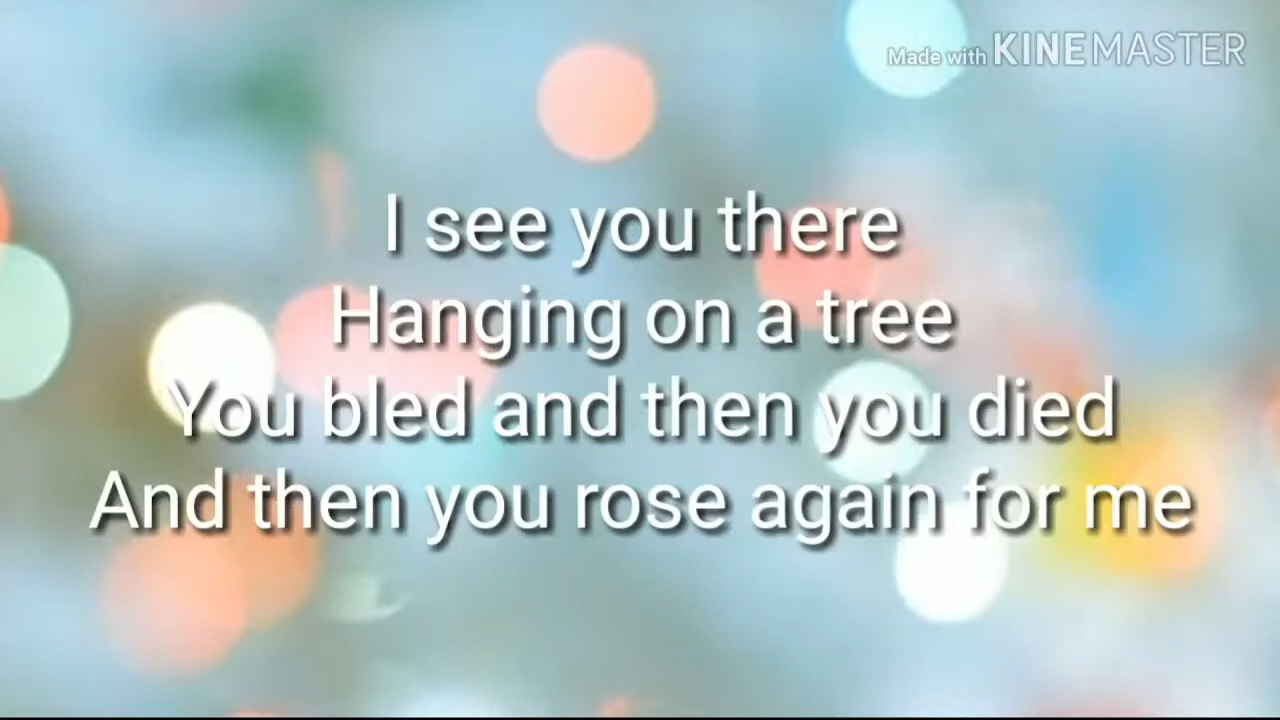 Made with KINEMASTER
I see you there
Hanging on a tree
You bled and then you died
And then you rose again for me